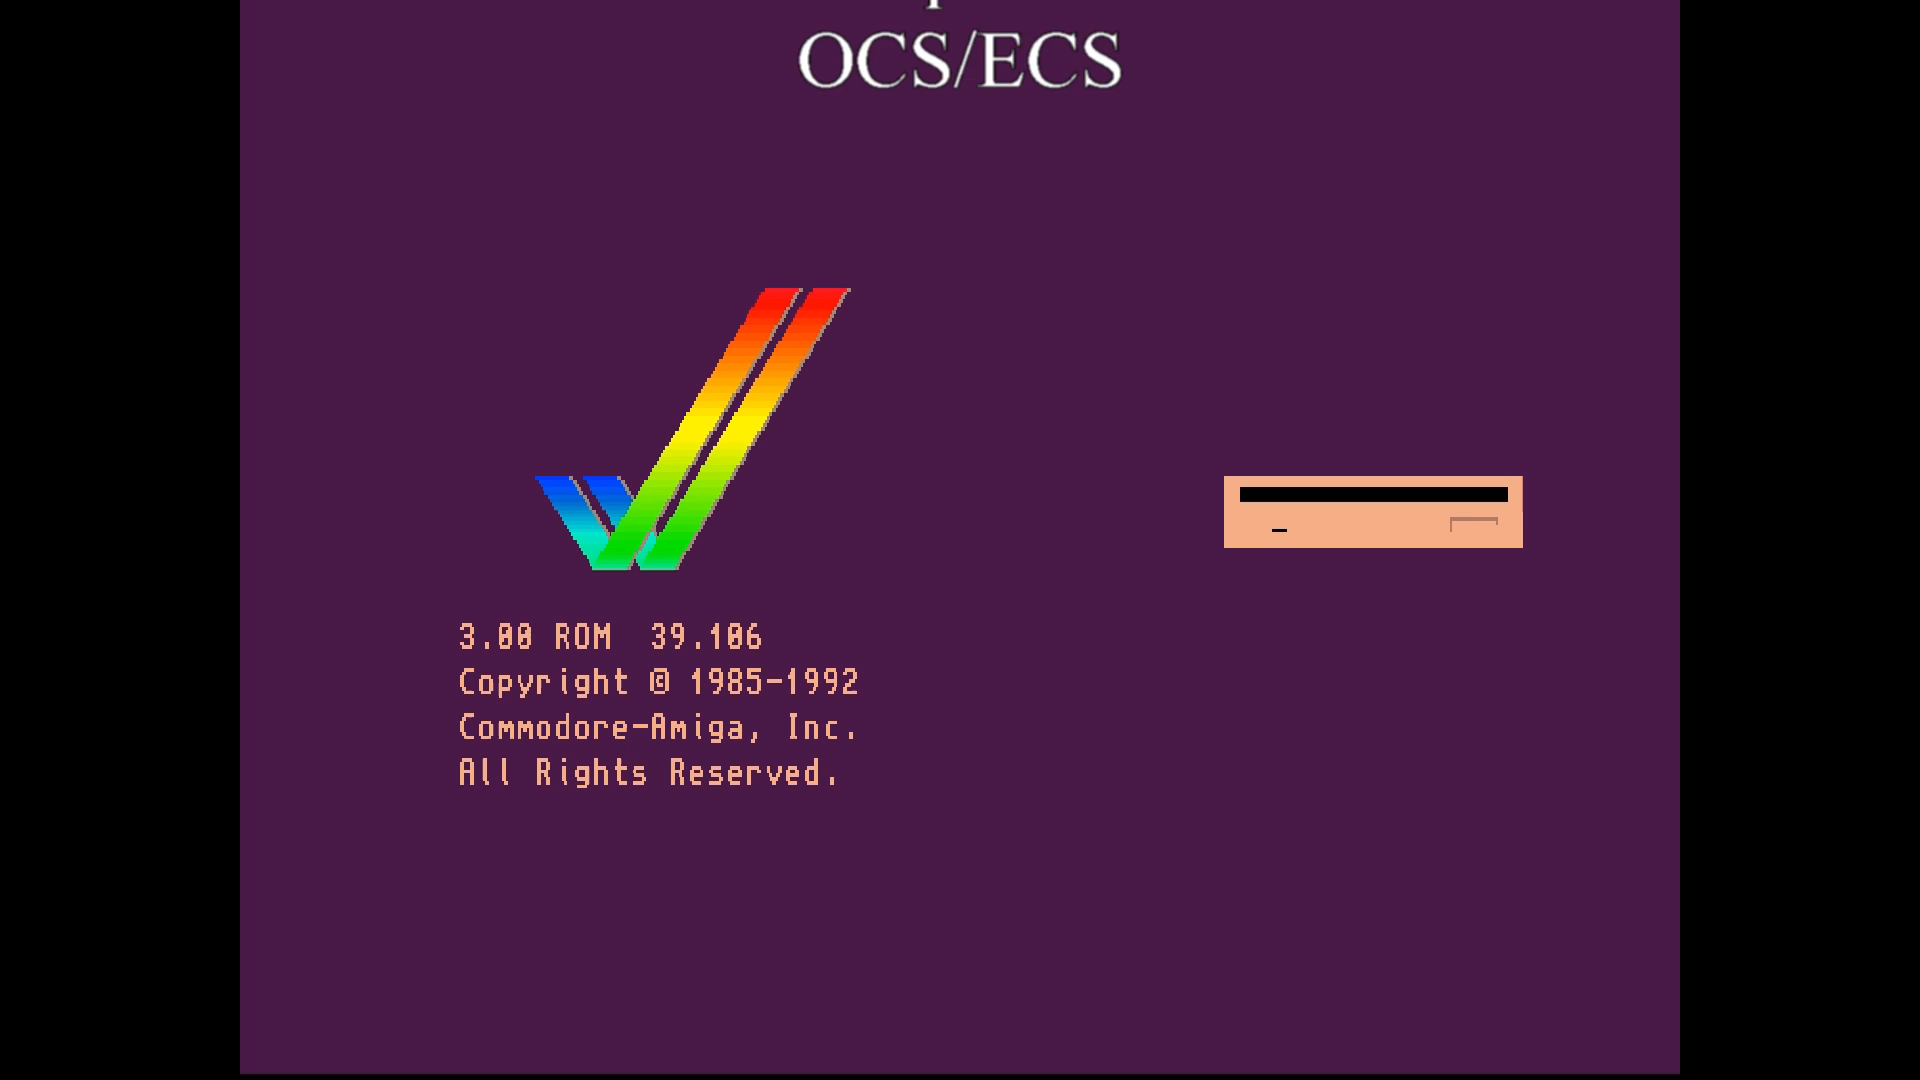 OCS/ECS
3.00 ROM  39.106
Copyright © 1985-1992
Commodore-Amiga, Inc.
All Rights Reserved.